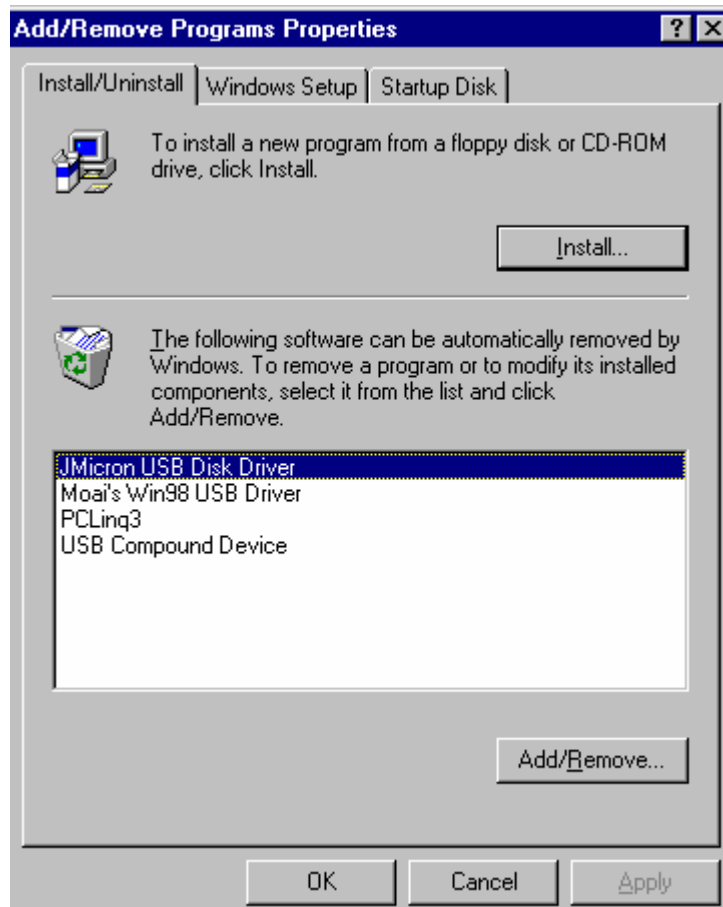 Add/Remove Programs Properties
Install/Uninstall
Windows Setup
Startup Disk
To install a new program from a floppy disk or CD-ROM
drive, click Install.
Install...
The following software can be automatically removed by
Windows. To remove a program or to modify its installed
components, select it from the list and click
Add/Remove.
JMicron USB Disk Driver
Moai's Win98 USB Driver
PCLinq3
USB Compound Device
Add/Remove...
OK
Cancel
Apply